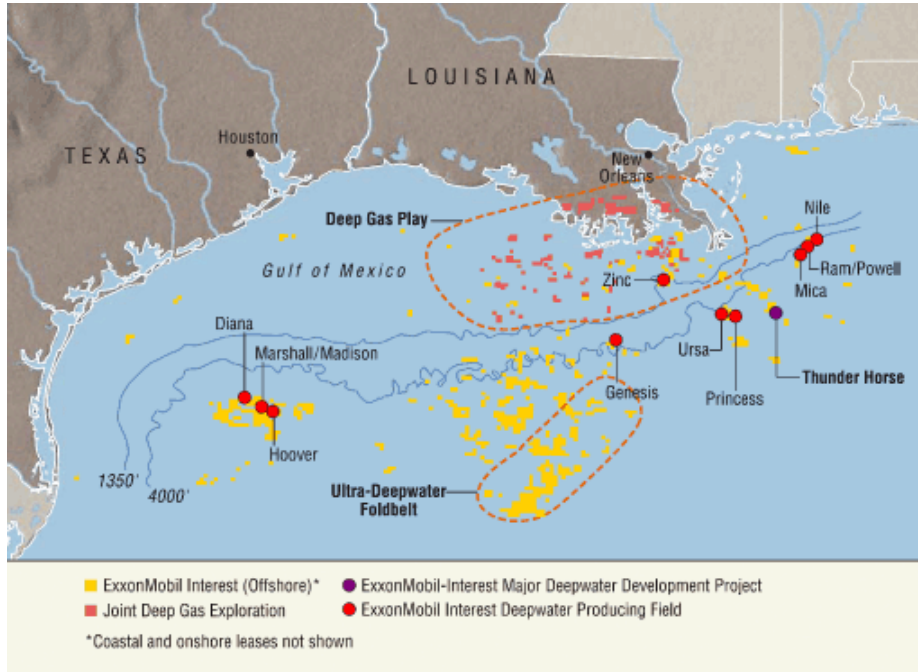 LOUISIANA
Houston
TEXAS
New
Orleans
Deep Gas Play
Nile
Gulf of Mexico
Zinc
Ram/Powell
Mica
Diana
Marshall/Madison
Ursa
Genesis
Thunder Horse
Princess
Hoover
1350'
4000'
Ultra-Deepwater
Foldbelt
ExxonMobil Interest (Offshore)*
ExxonMobil-Interest Major Deepwater Development Project
Joint Deep Gas Exploration
ExxonMobil Interest Deepwater Producing Field
*Coastal and onshore leases not shown